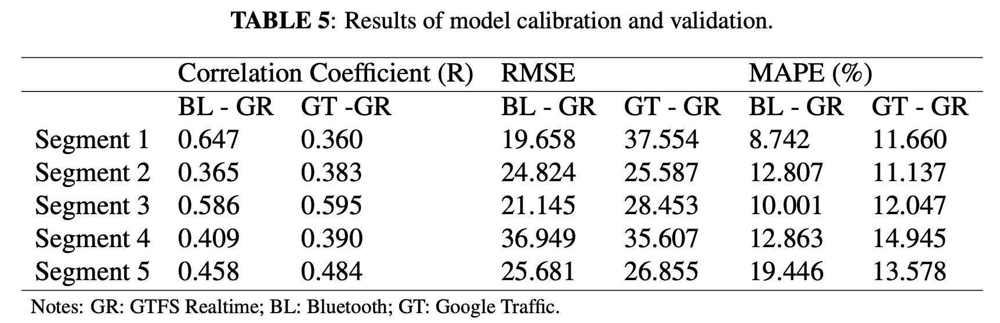 TABLE 5: Results of model calibration and validation.
Correlation Coefficient (R) RMSE MAPE (%)
BL - GR GT -GR BL - GR GT - GR BL - GR GT - GR
Segment 1 0.647 0.360 19.658 37.554 8.742 11.660
Segment 2 0.365 0.383 24.824 25.587 12.807 11.137
Segment 3 0.586 0.595 21.145 28.453 10.001 12.047
Segment 4 0.409 0.390 36.949 35.607 12.863 14.945
Segment 5 0.458 0.484 25.681 26.855 19.446 13.578
Notes: GR: GTFS Realtime; BL: Bluetooth; GT: Google Traffic.